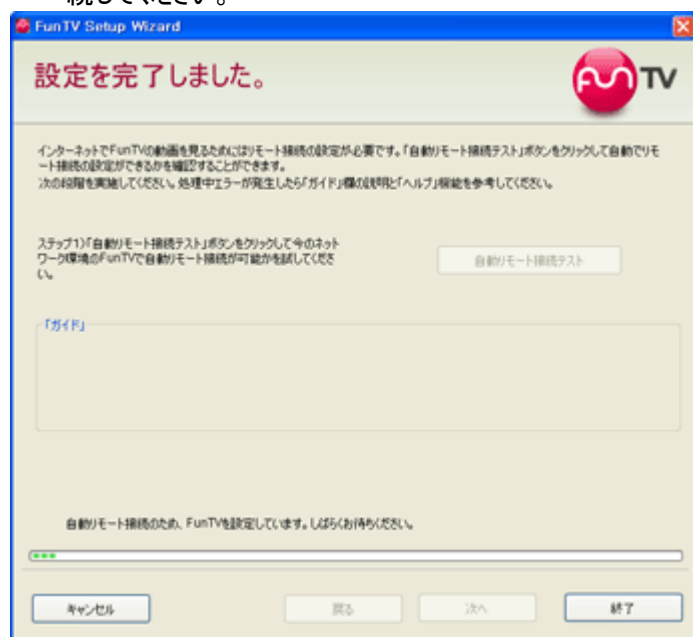 続してください。
FunTV Setup Wizard
設定を完了しました。
fun TV
インターネットでFunTVの動画を見るためにはリモート接続の設定が必要です。「自動リモート接続テスト」ボタンをクリックして自動でリモ
ート接続の設定ができるかを確認することができます。
次の段階を実施してください。処理中エラーが発生したら「ガイド」欄の説明と「ヘルプ」機能を参考してください。
ステップ1)「自動リモート接続テスト」ボタンをクリックして今のネット
ワーク環境のFunTVで自動リモート接続が可能かを試してくださ
い。
自動リモート接続テスト
「ガイド」
自動リモート接続のため、FunTVを設定しています。しばらくお待ちください。
キャンセル
戻る
次へ
終了